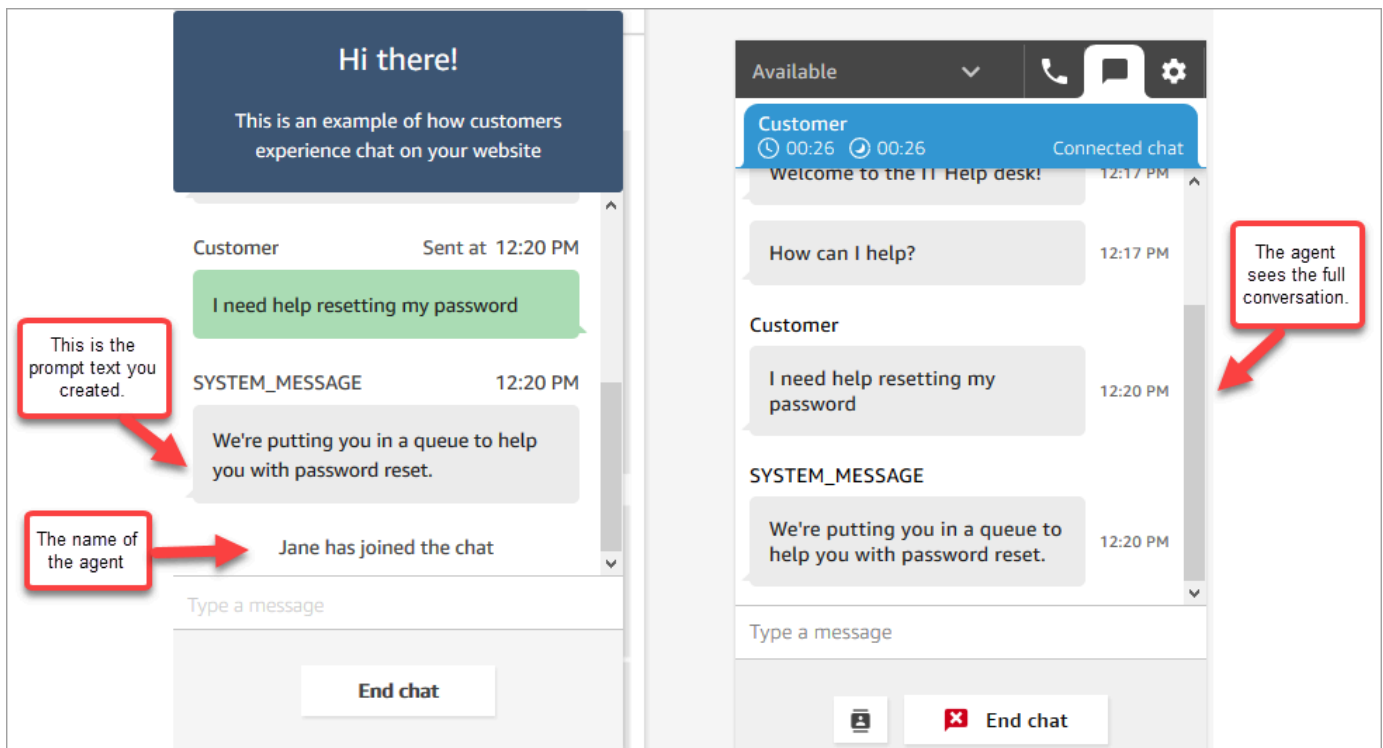 Hi there!
This is an example of how customers
experience chat on your website
Customer Sent at 12:20 PM
I need help resetting my password
SYSTEM_MESSAGE 12:20 PM
We're putting you in a queue to help
you with password reset.
Jane has joined the chat
Type a message
End chat
This is the
prompt text you
created.
The name of
the agent
Available
Customer
00:26 00:26 Connected chat
Welcome to the IT Help desk! 12:17 PM
How can I help? 12:17 PM
Customer
I need help resetting my
password
12:20 PM
SYSTEM_MESSAGE
We're putting you in a queue to
help you with password reset.
12:20 PM
Type a message
End chat
The agent
sees the full
conversation.